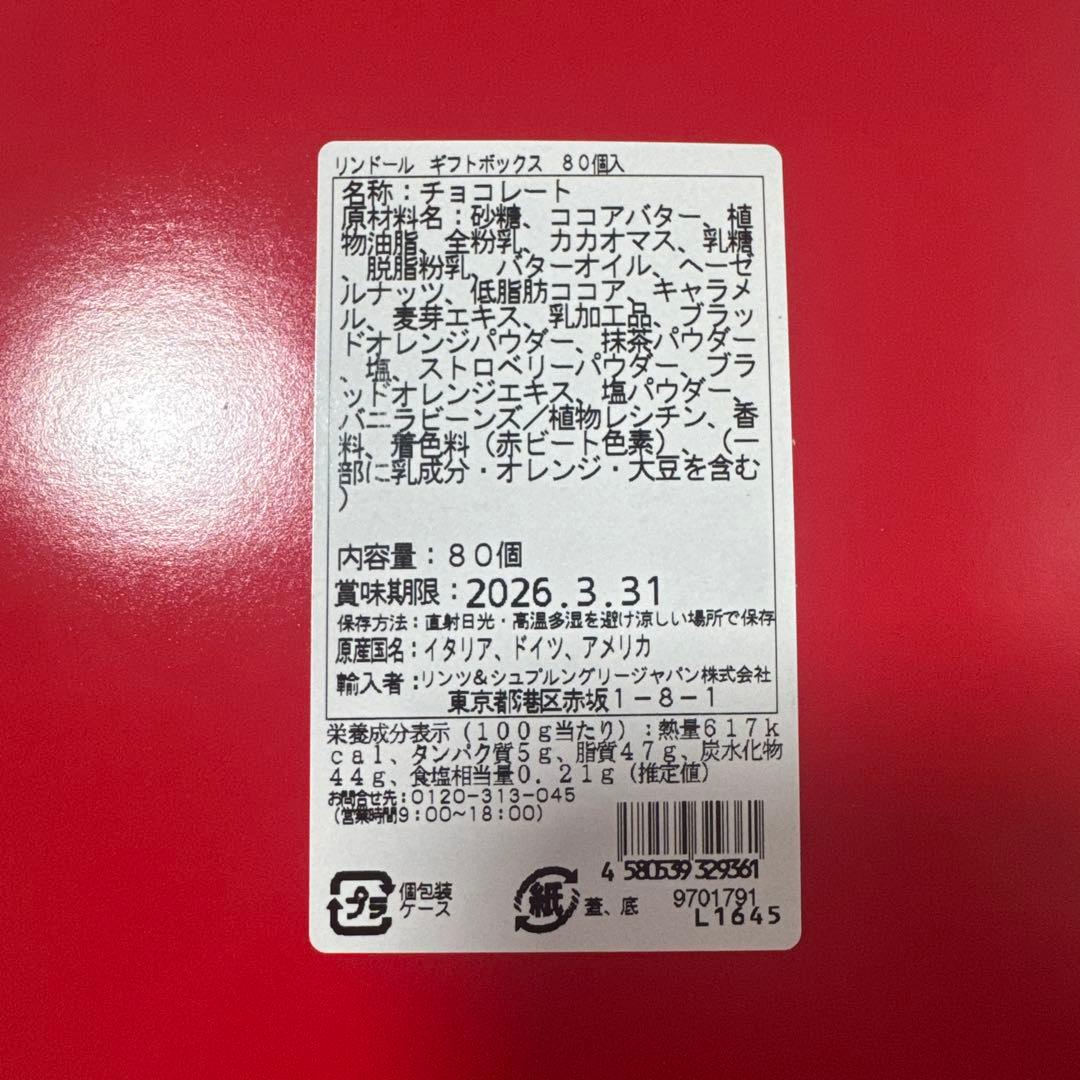 リンドール ギフトボックス 80個入
名称:チョコレート
原材料名:砂糖、ココアバター、植
物油脂、全粉乳、カカオマス、乳糖
、脱脂粉乳、バターオイル、ヘーゼ
ルナッツ、低脂肪ココア、キャラメ
ル、麦芽エキス、乳加工品、ブラッ
ドオレンジパウダー、抹茶パウダー
、塩、ストロベリーパウダー、ブラ
ッドオレンジエキス、塩パウダー、
バニラビーンズ/植物レシチン、香
料、着色料(赤ビート色素)、(一
部に乳成分・オレンジ・大豆を含む
)
内容量:80個
賞味期限:2026.3.31
保存方法:直射日光・高温多湿を避け涼しい場所で保存
原産国名:イタリア、ドイツ、アメリカ
輸入者:リンツ&シュプルングリージャパン株式会社
東京都港区赤坂1-8-1
栄養成分表示(100g当たり):熱量617k
cal、タンパク質5g、脂質47g、炭水化物
44g、食塩相当量0.21g(推定値)
お問合せ先:0120-313-045
(営業時間9:00~18:00)
4 580539 329361
プラ 個包装
ケース
紙 蓋、底
9701791
L1645